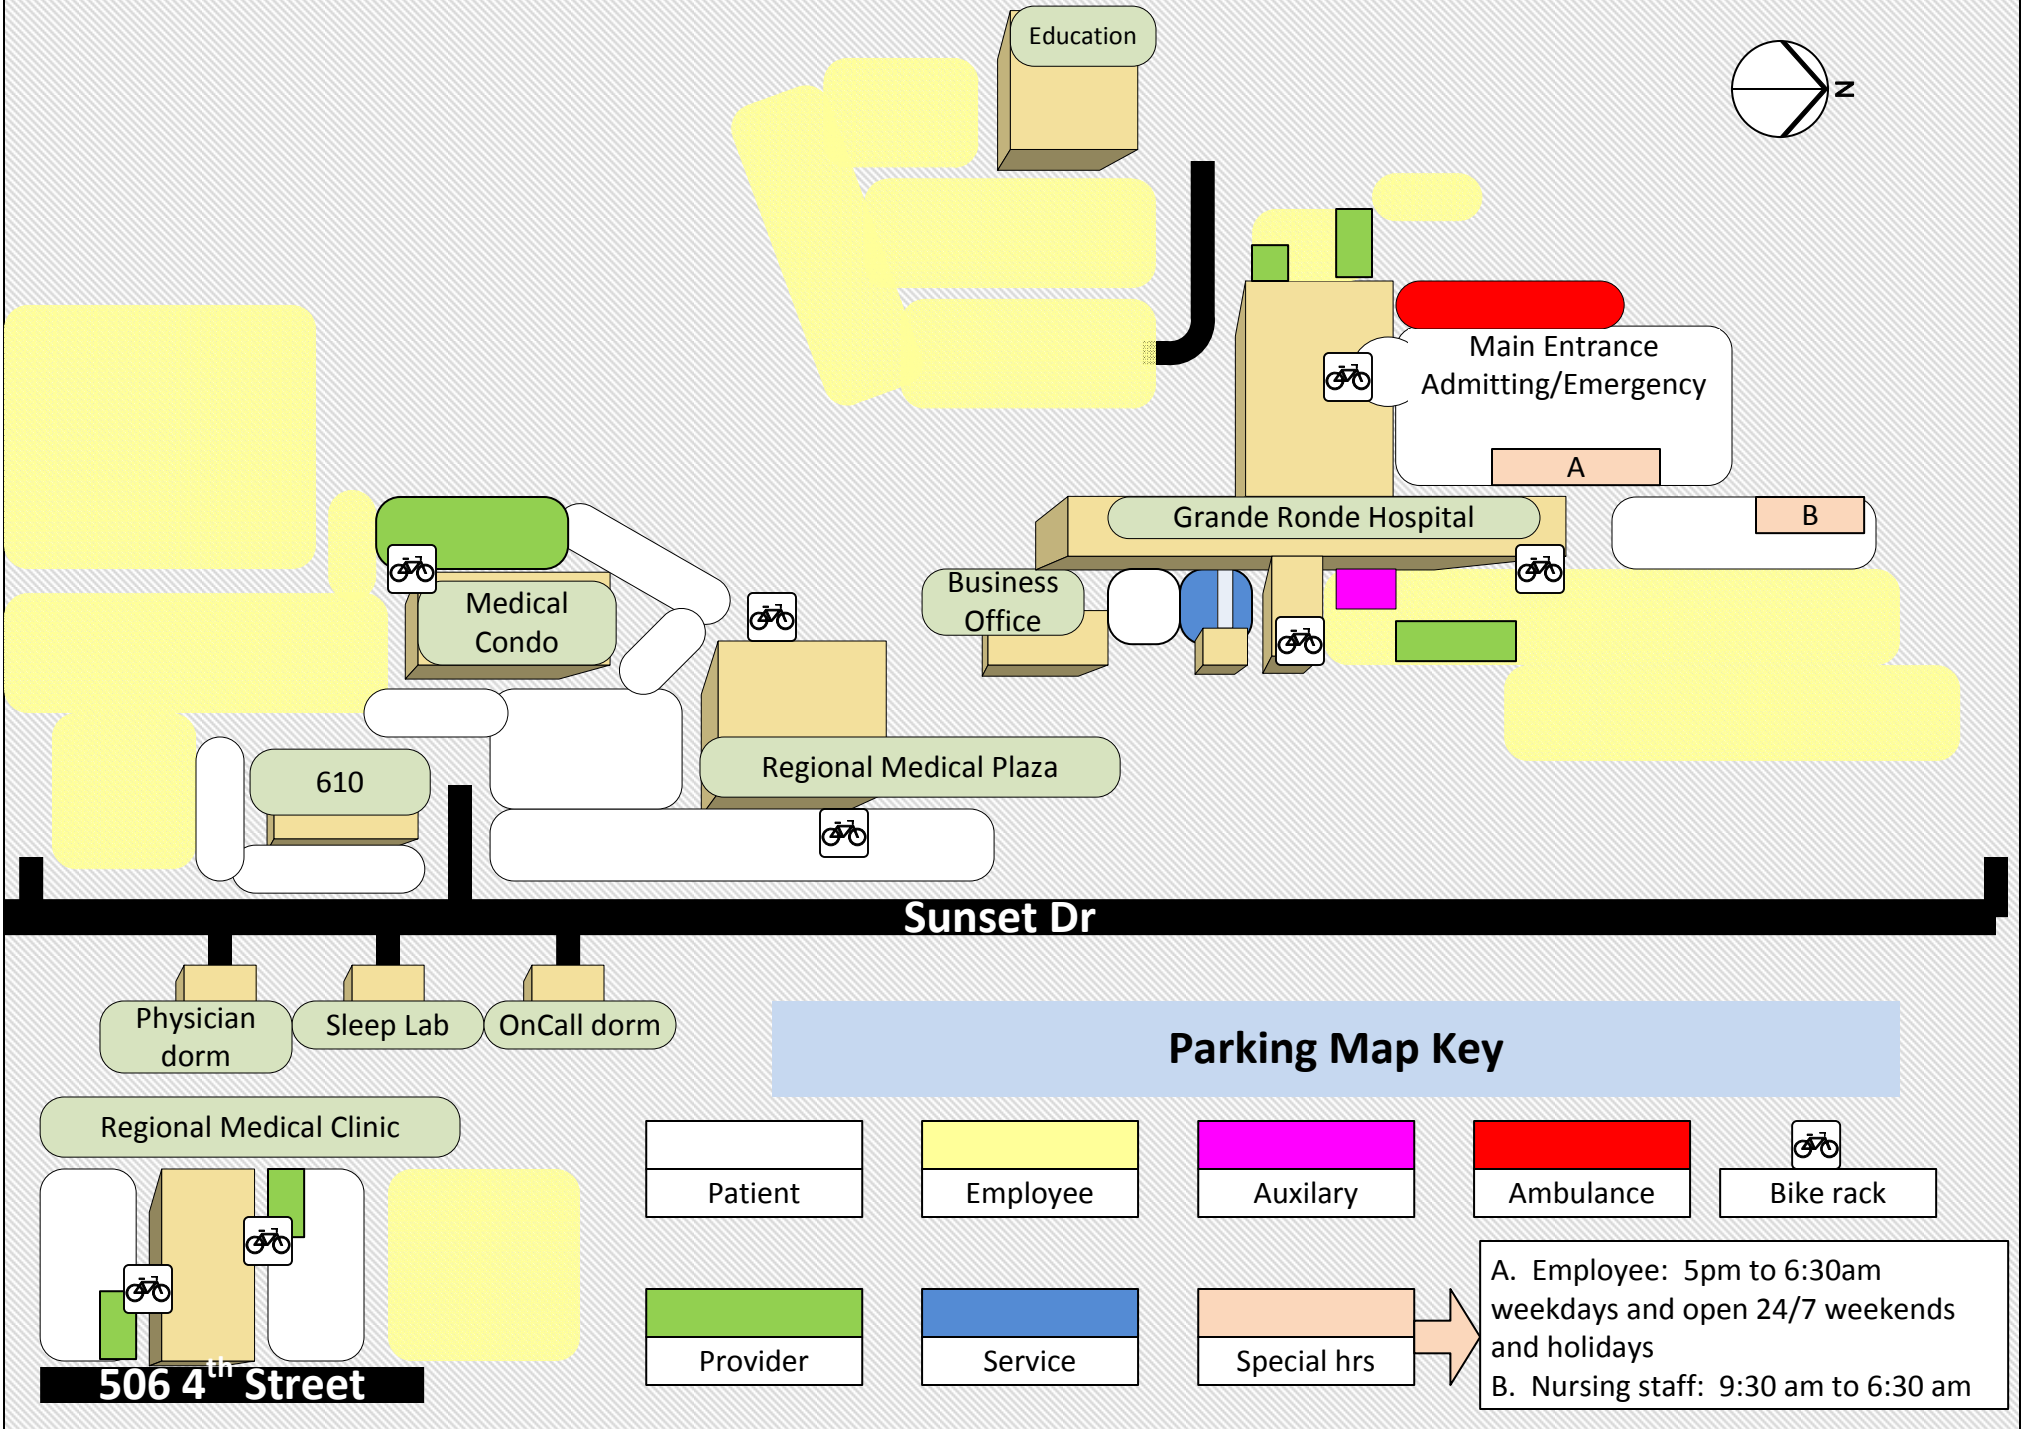 Education
N
Main Entrance
Admitting/Emergency
A
Grande Ronde Hospital
B
Business
Office
Medical
Condo
Regional Medical Plaza
610
Sunset Dr
Physician
dorm
Sleep Lab
OnCall dorm
Parking Map Key
Regional Medical Clinic
Patient
Employee
Auxilary
Ambulance
Bike rack
Provider
Service
Special hrs
A. Employee: 5pm to 6:30am
weekdays and open 24/7 weekends
and holidays
B. Nursing staff: 9:30 am to 6:30 am
506 4th Street